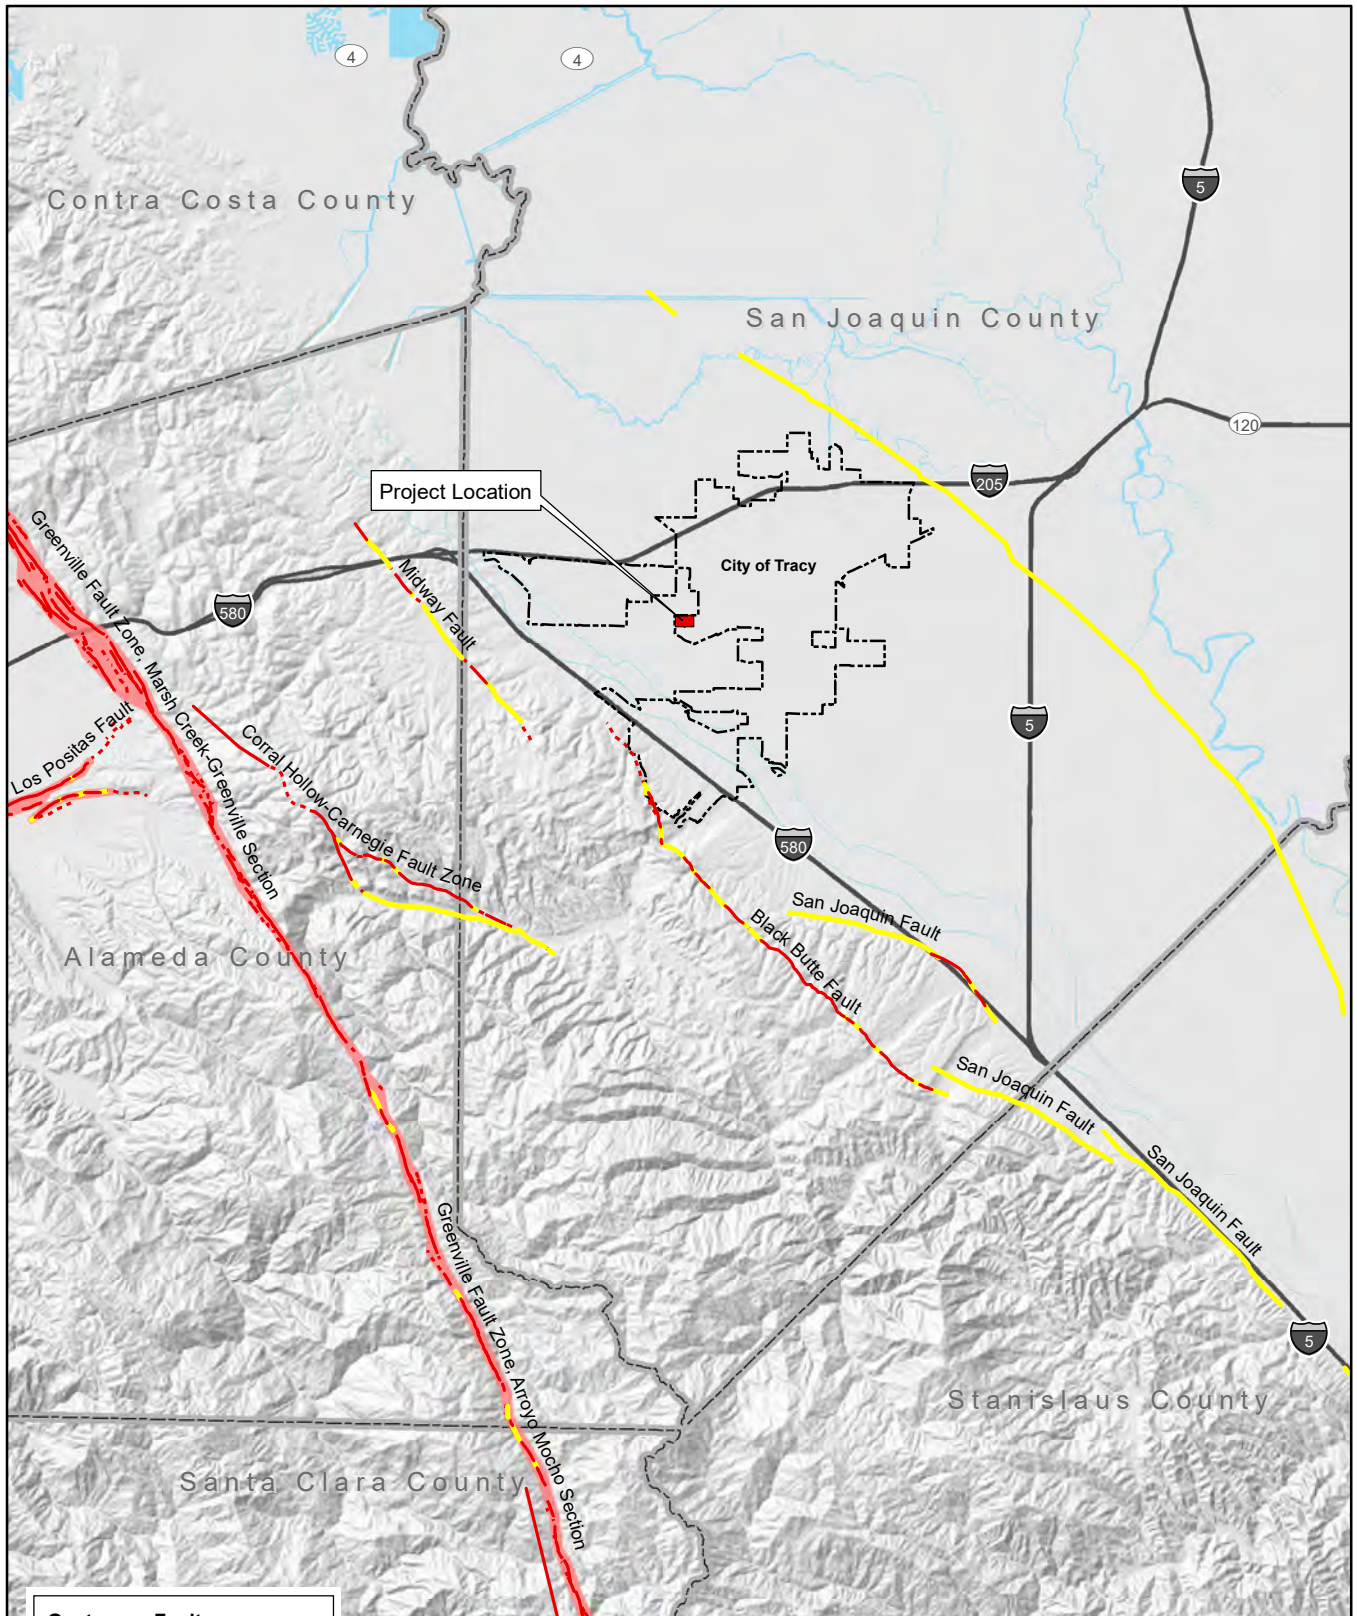 4
4
5
Contra Costa County
San Joaquin County
120
205
Project Location
City of Tracy
Greenville Fault Zone, Marsh Creek-Greenville Section
580
Midway Fault
Los Positas Fault
Corral Hollow-Carnegie Fault Zone
5
580
San Joaquin Fault
Black Butte Fault
Alameda County
San Joaquin Fault
San Joaquin Fault
Greenville Fault Zone, Arroyo Mocho Section
5
Stanislaus County
Santa Clara County